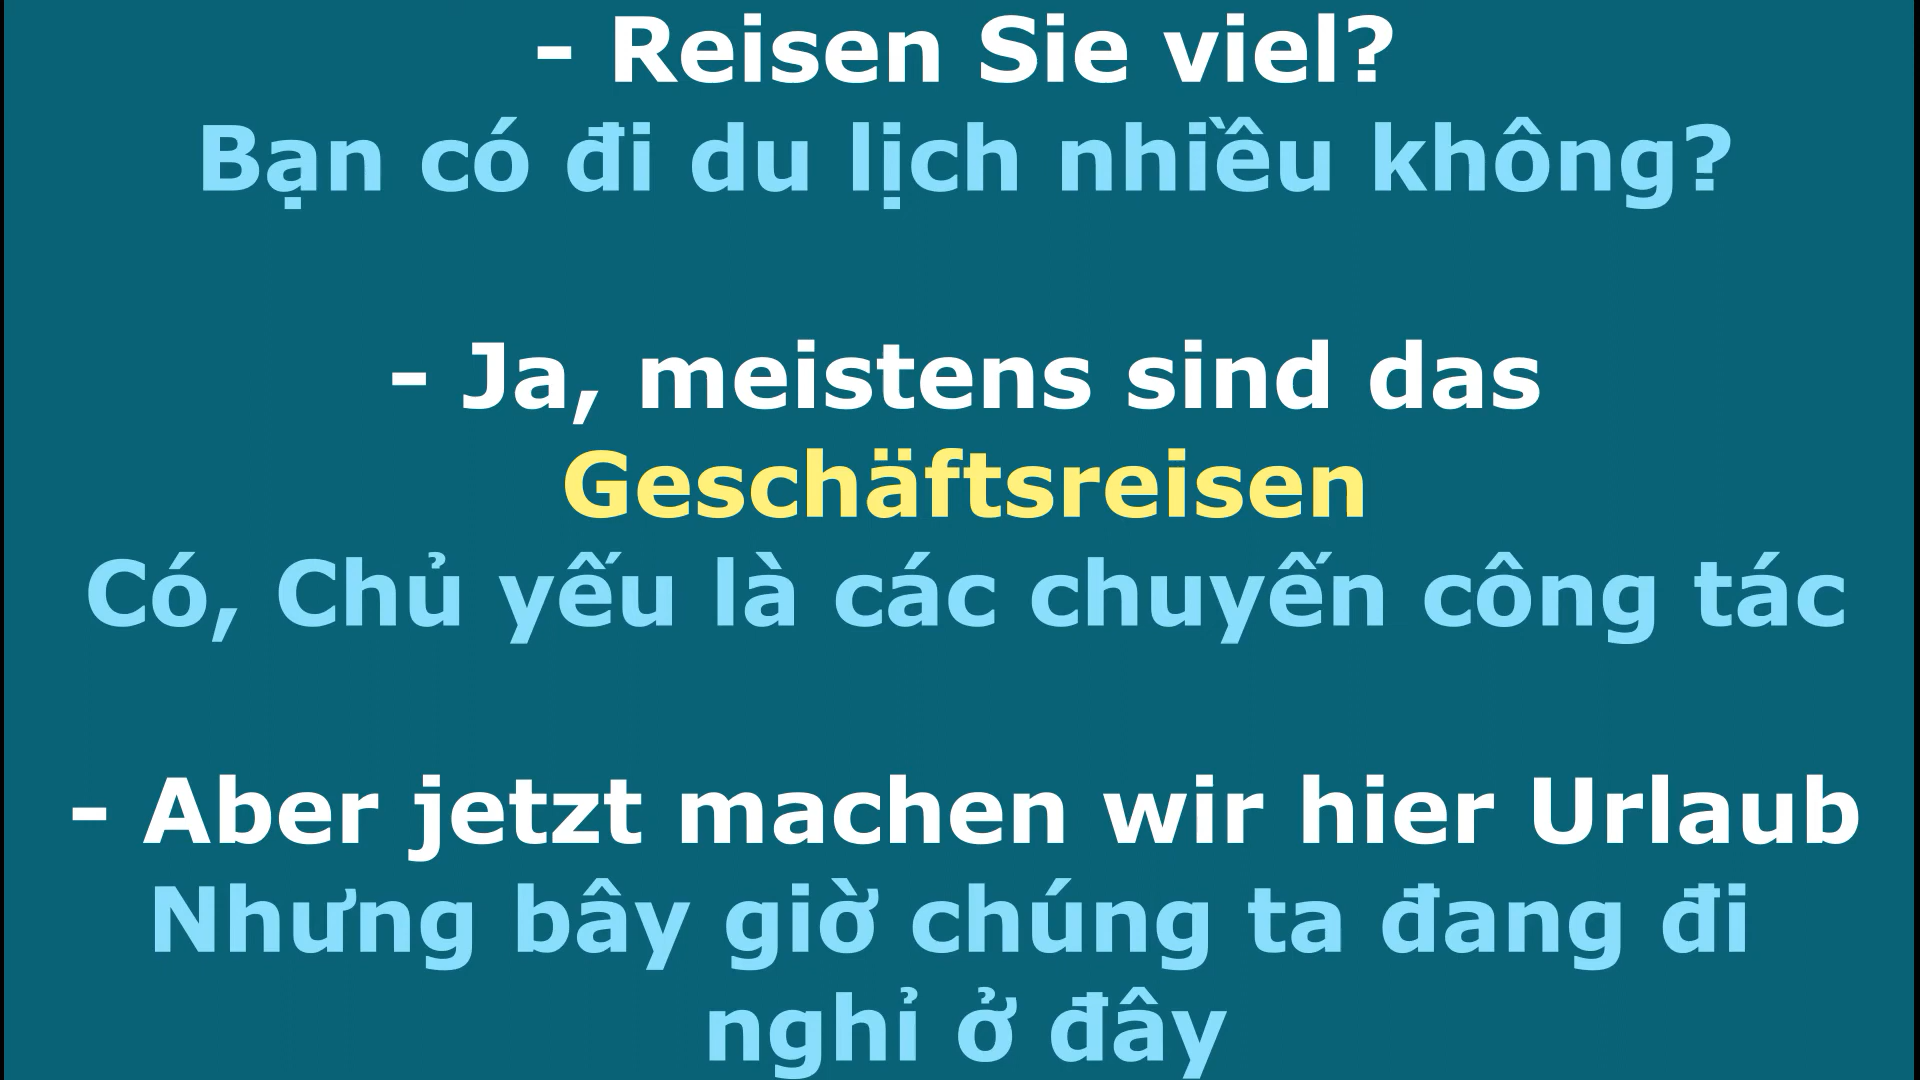 - Reisen Sie viel?
Bạn có đi du lịch nhiều không?
- Ja, meistens sind das
Geschäftsreisen
Có, Chủ yếu là các chuyến công tác
- Aber jetzt machen wir hier Urlaub
Nhưng bây giờ chúng ta đang đi
nghỉ ở đây